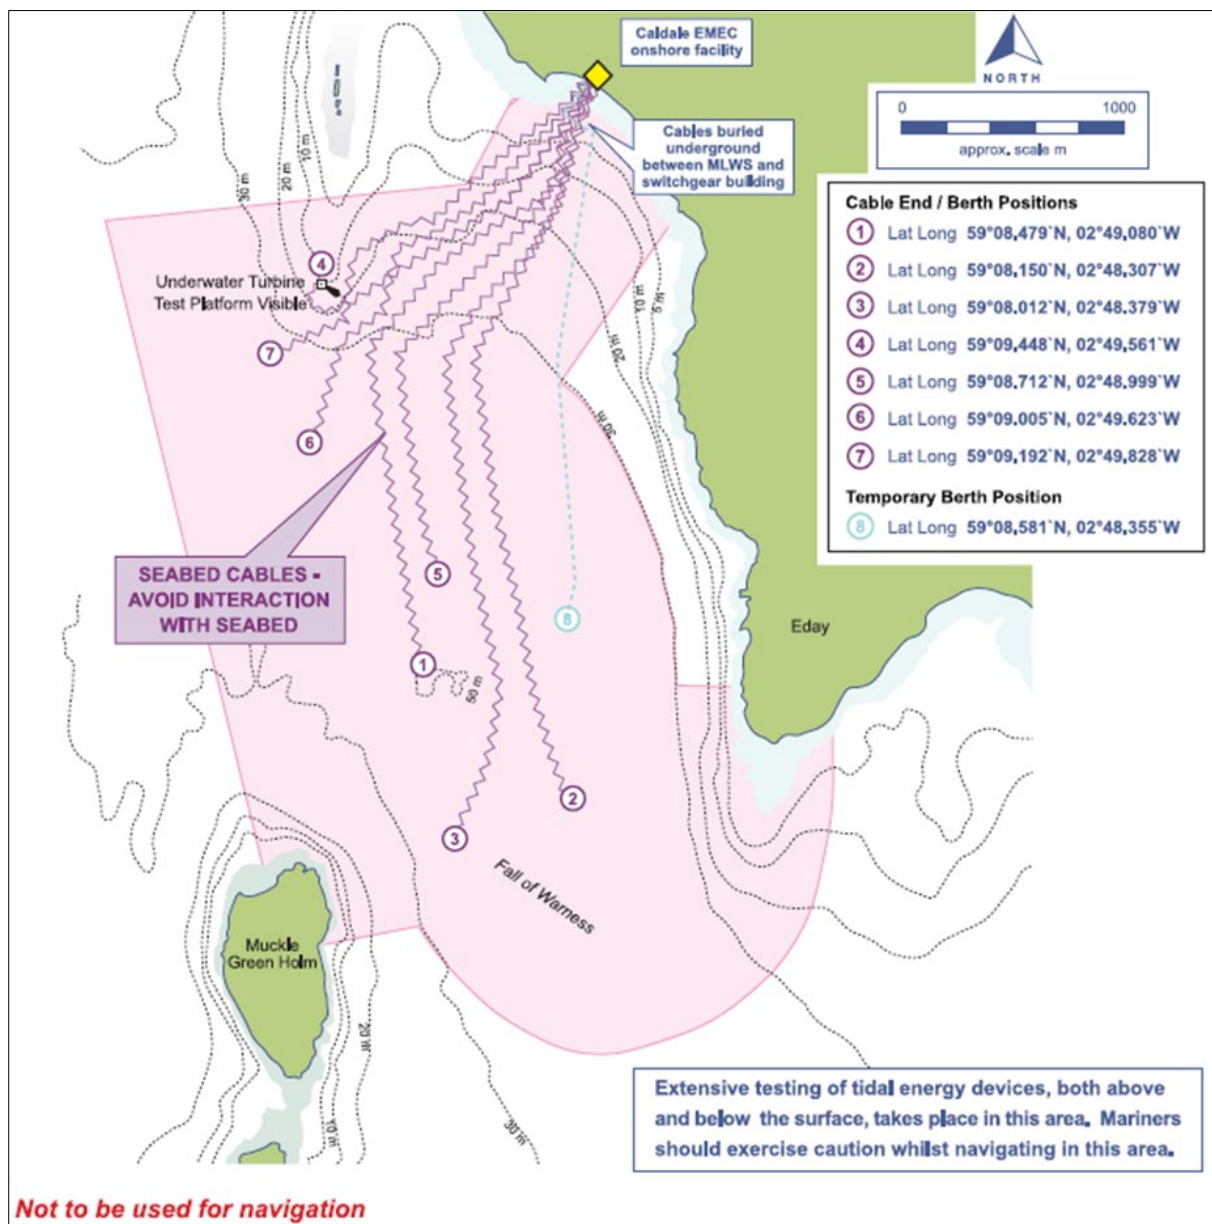 Caldale EMEC
onshore facility
NORTH
0 1000
approx. scale m
Cables buried
underground
between MLWS and
switchgear building
Cable End / Berth Positions
1 Lat Long 59°08.479`N, 02°49.080`W
2 Lat Long 59°08.150`N, 02°48.307`W
3 Lat Long 59°08.012`N, 02°48.379`W
4 Lat Long 59°09.448`N, 02°49.561`W
5 Lat Long 59°08.712`N, 02°48.999`W
6 Lat Long 59°09.005`N, 02°49.623`W
7 Lat Long 59°09.192`N, 02°49.828`W
Temporary Berth Position
8 Lat Long 59°08.581`N, 02°48.355`W
30 m
20 m
10 m
4
Underwater Turbine
Test Platform Visible
7
6
5 m
10 m
20 m
30 m
SEABED CABLES -
AVOID INTERACTION
WITH SEABED
5
8
Eday
1
50 m
2
3
Fall of Warness
Muckle
Green Holm
20 m
10 m
30 m
Extensive testing of tidal energy devices, both above
and below the surface, takes place in this area. Mariners
should exercise caution whilst navigating in this area.
Not to be used for navigation